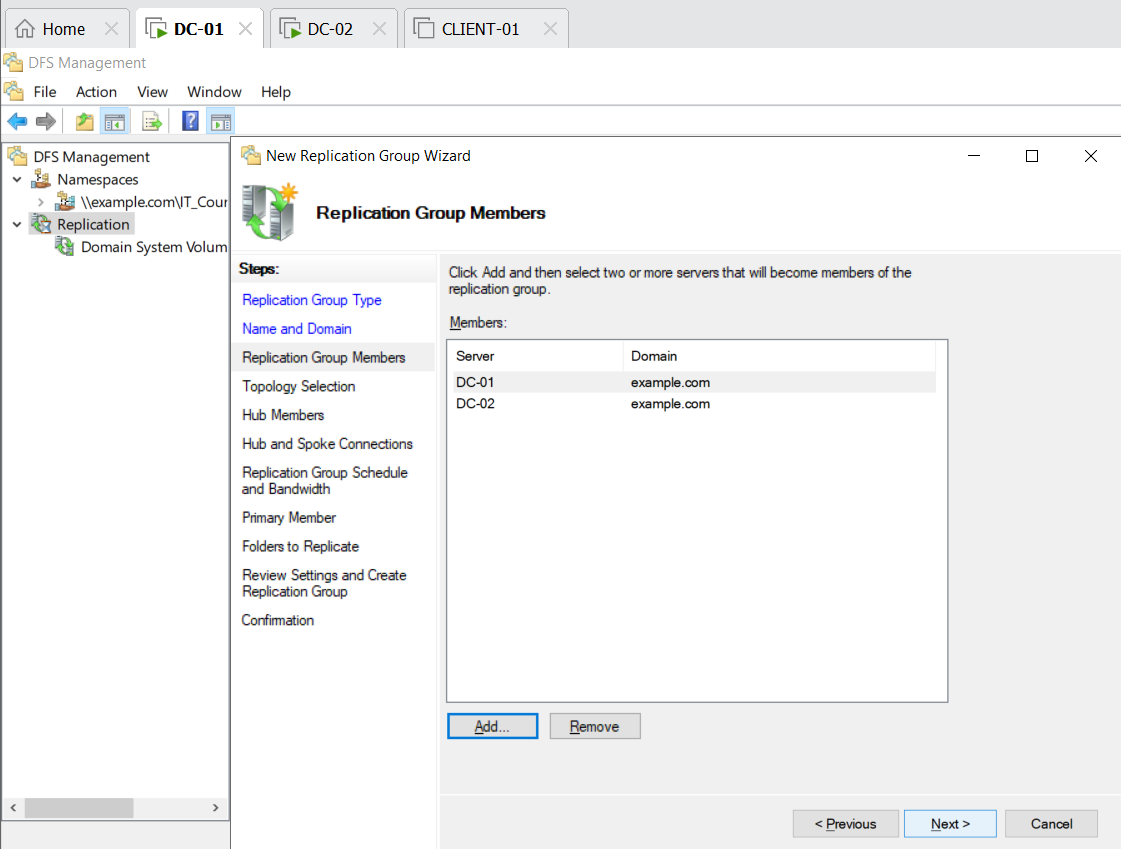 Home
DC-01
DC-02
CLIENT-01
DFS Management
File Action View Window Help
DFS Management
Namespaces
\\example.com\IT_Cour
Replication
Domain System Volum
New Replication Group Wizard
Replication Group Members
Steps:
Replication Group Type
Name and Domain
Replication Group Members
Topology Selection
Hub Members
Hub and Spoke Connections
Replication Group Schedule
and Bandwidth
Primary Member
Folders to Replicate
Review Settings and Create
Replication Group
Confirmation
Click Add and then select two or more servers that will become members of the
replication group.
Members:
Server Domain
DC-01 example.com
DC-02 example.com
Add... Remove
< Previous Next > Cancel